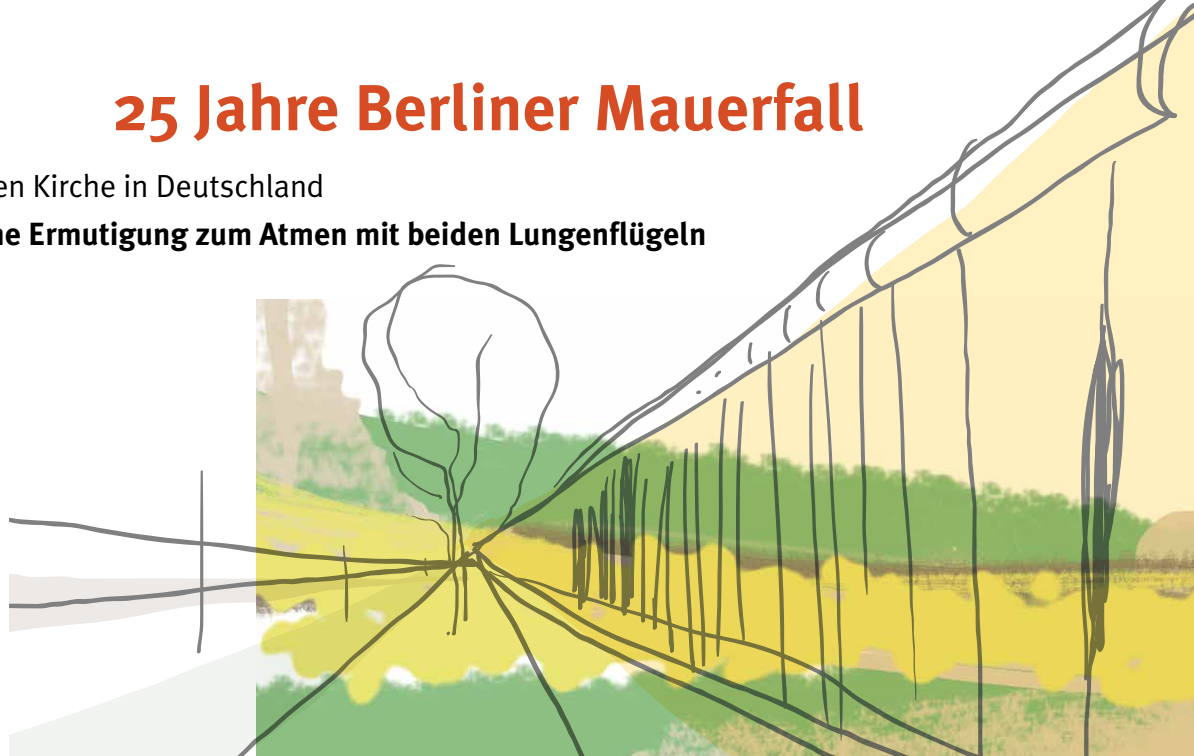 25 Jahre Berliner Mauerfall
en Kirche in Deutschland
ne Ermutigung zum Atmen mit beiden Lungenflügeln